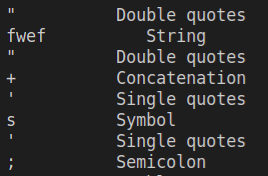 " Double quotes
fwef String
" Double quotes
+ Concatenation
' Single quotes
s Symbol
' Single quotes
; Semicolon